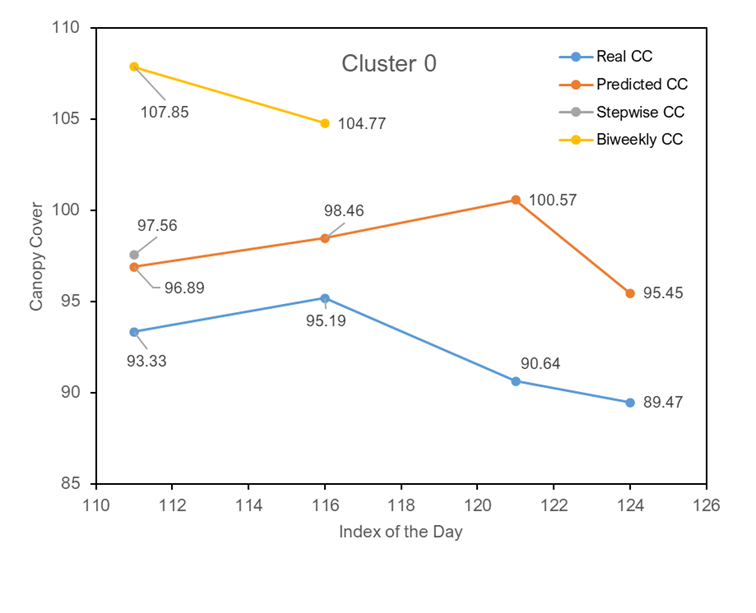 110
Cluster 0
Real CC
Predicted CC
Stepwise CC
Biweekly CC
107.85
105
104.77
100
98.46
100.57
97.56
96.89
95
95.45
95.19
93.33
90.64
90
89.47
85
Canopy Cover
110 112 114 116 118 120 122 124 126
Index of the Day